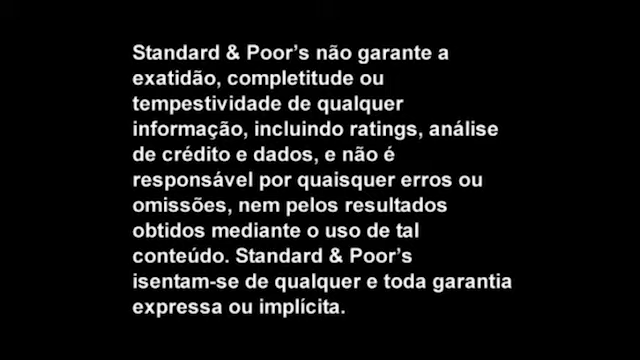 Standard & Poor’s não garante a
exatidão, completitude ou
tempestividade de qualquer
informação, incluindo ratings, análise
de crédito e dados, e não é
responsável por quaisquer erros ou
omissões, nem pelos resultados
obtidos mediante o uso de tal
conteúdo. Standard & Poor’s
isentam-se de qualquer e toda garantia
expressa ou implícita.